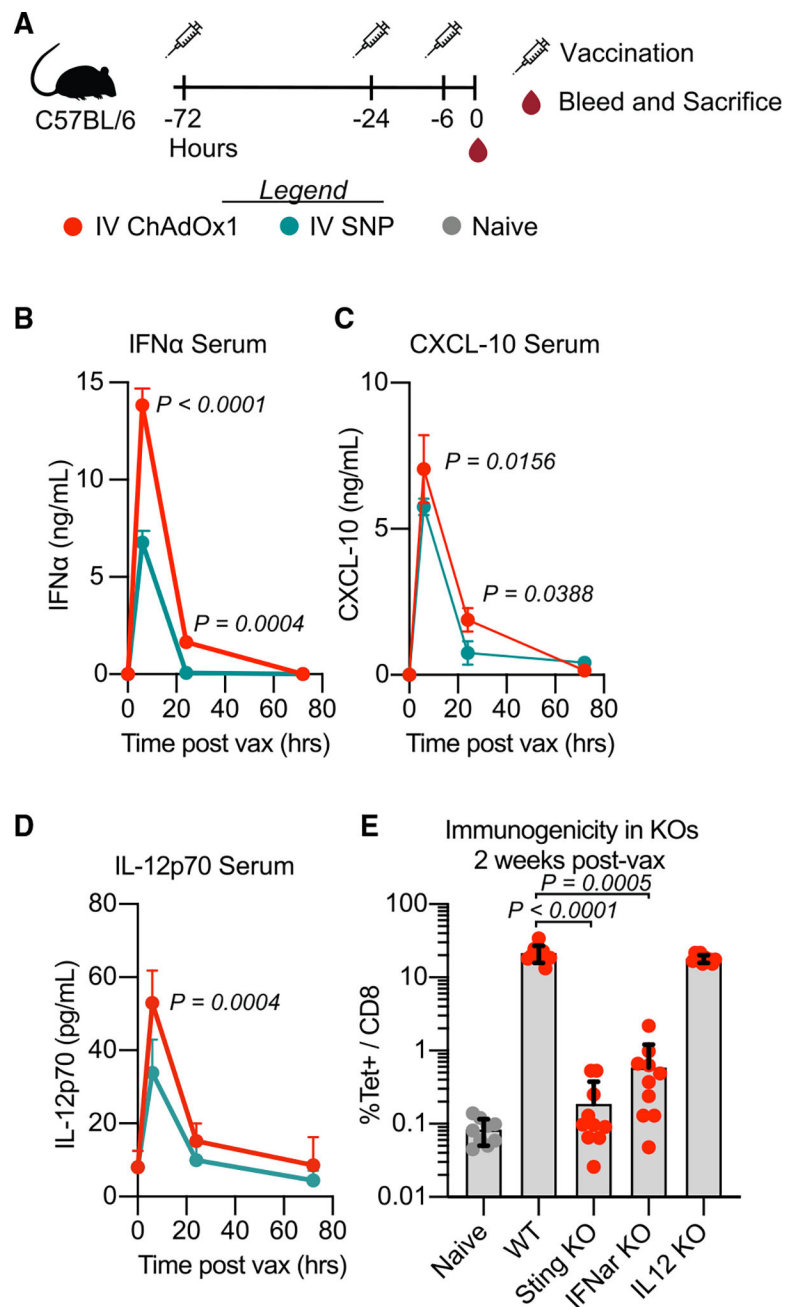 A
Vaccination
Bleed and Sacrifice
C57BL/6
-72 -24 -6 0
Hours
Legend
IV ChAdOx1 IV SNP Naive
B
IFNα Serum
15
10
5
0
IFNα (ng/mL)
P < 0.0001
P = 0.0004
0 20 40 60 80
Time post vax (hrs)
C
CXCL-10 Serum
10
5
0
CXCL-10 (ng/mL)
P = 0.0156
P = 0.0388
0 20 40 60 80
Time post vax (hrs)
D
IL-12p70 Serum
80
60
40
20
0
IL-12p70 (pg/mL)
P = 0.0004
0 20 40 60 80
Time post vax (hrs)
E
Immunogenicity in KOs
2 weeks post-vax
P = 0.0005
P < 0.0001
100
10
1
0.1
0.01
%Tet+ / CD8
Naive
WT
Sting KO
IFNar KO
IL12 KO